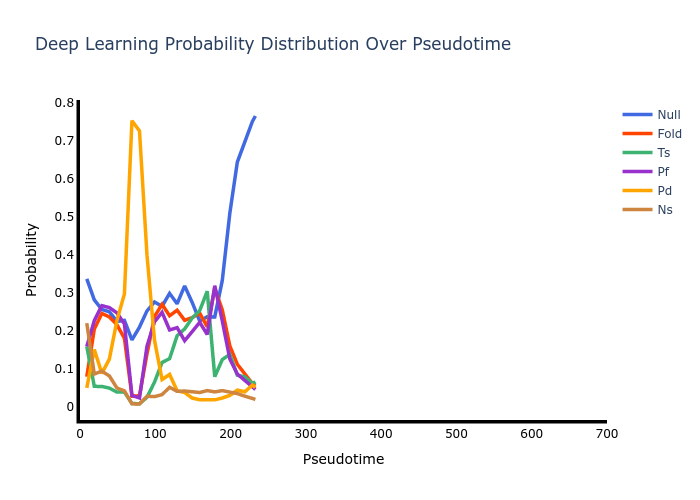 Deep Learning Probability Distribution Over Pseudotime
0.8
0.7
0.6
0.5
0.4
0.3
0.2
0.1
0
Probability
0 100 200 300 400 500 600 700
Pseudotime
Null
Fold
Ts
Pf
Pd
Ns